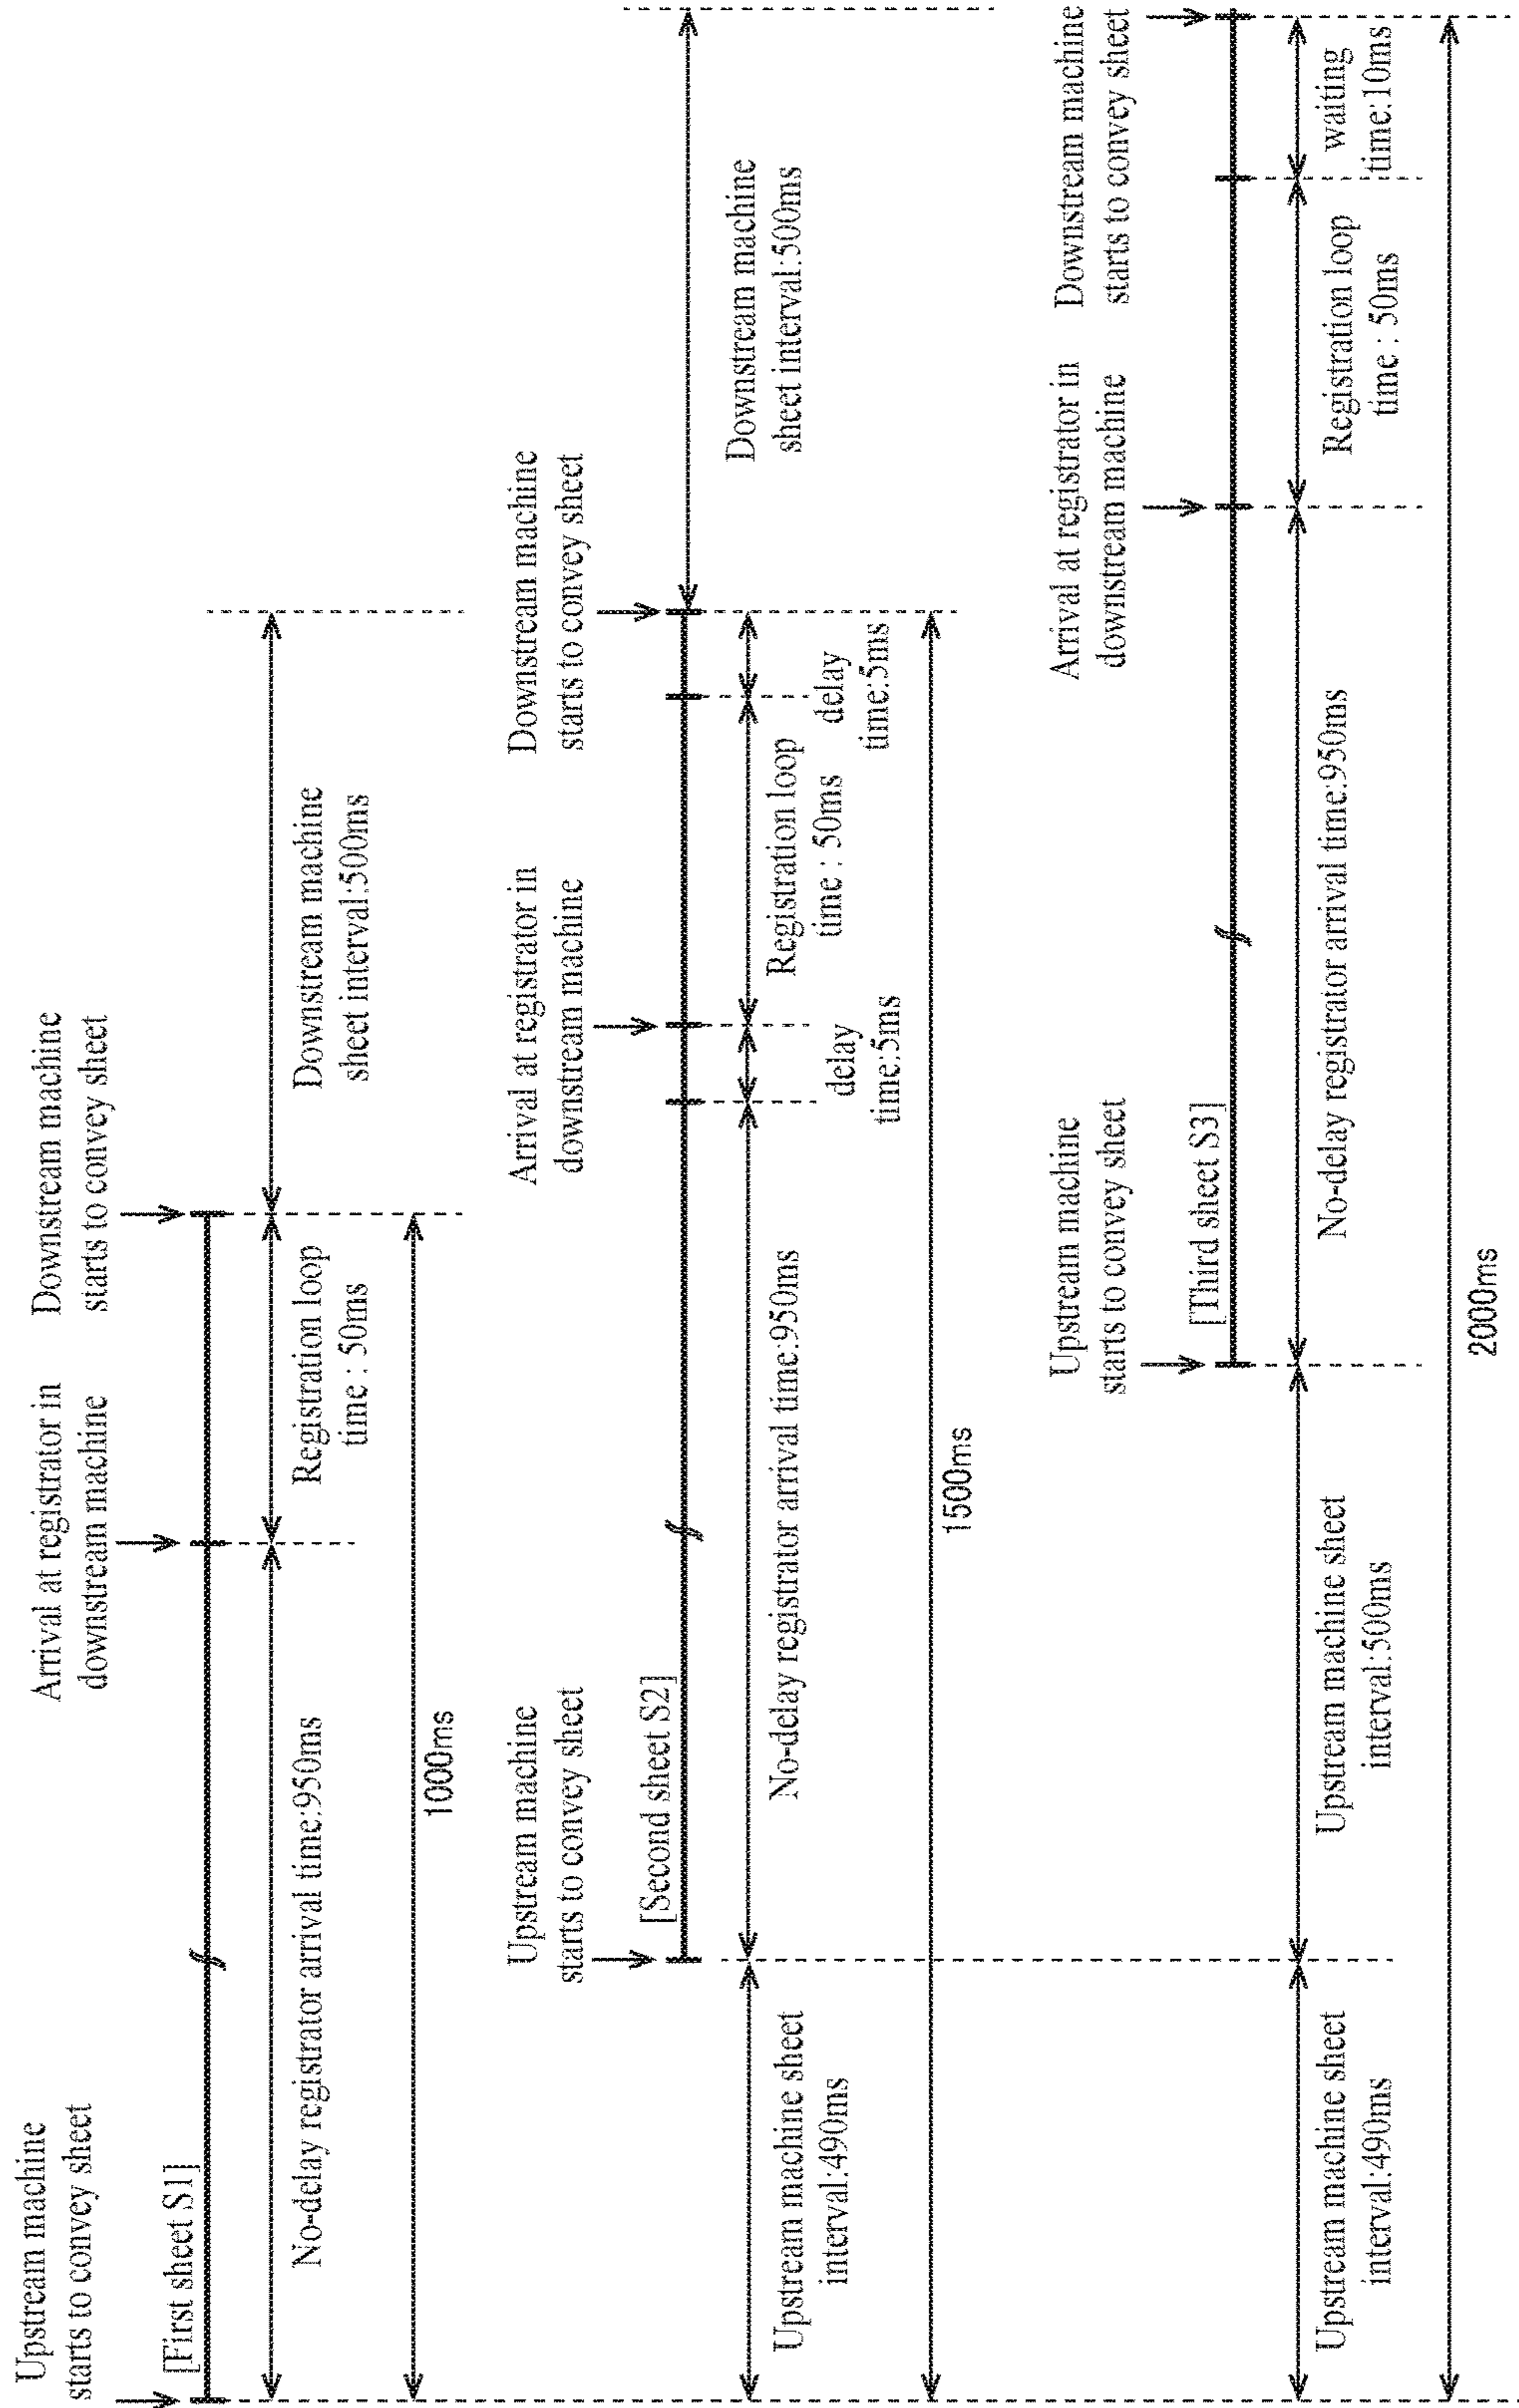 Upstream machine
starts to convey sheet
Arrival at registrator in
downstream machine
Downstream machine
starts to convey sheet
[First sheet S1]
No-delay registrator arrival time:950ms
Registration loop
time : 50ms
Downstream machine
sheet interval:500ms
1000ms
Upstream machine
starts to convey sheet
Arrival at registrator in
downstream machine
Downstream machine
starts to convey sheet
[Second sheet S2]
Upstream machine sheet
interval:490ms
No-delay registrator arrival time:950ms
delay
time:5ms
Registration loop
time : 50ms
delay
time:5ms
Downstream machine
sheet interval:500ms
1500ms
Upstream machine
starts to convey sheet
Arrival at registrator in
downstream machine
Downstream machine
starts to convey sheet
[Third sheet S3]
Upstream machine sheet
interval:490ms
Upstream machine sheet
interval:500ms
No-delay registrator arrival time:950ms
Registration loop
time : 50ms
waiting
time:10ms
2000ms